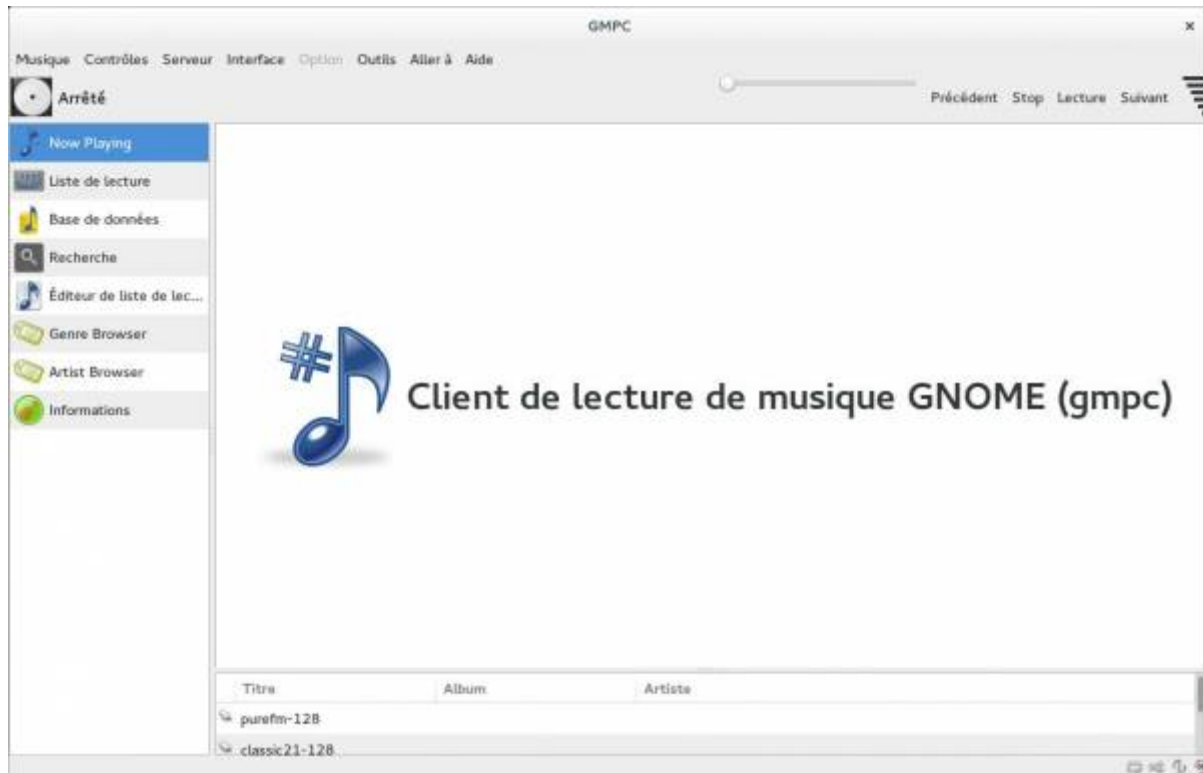 GMPC
Musique Contrôles Serveur Interface Option Outils Aller à Aide
Arrêté
Précédent Stop Lecture Suivant
Now Playing
Liste de lecture
Base de données
Recherche
Éditeur de liste de lec...
Genre Browser
Artist Browser
Informations
Client de lecture de musique GNOME (gmpc)
Titre Album Artiste
purefm-128
classic21-128